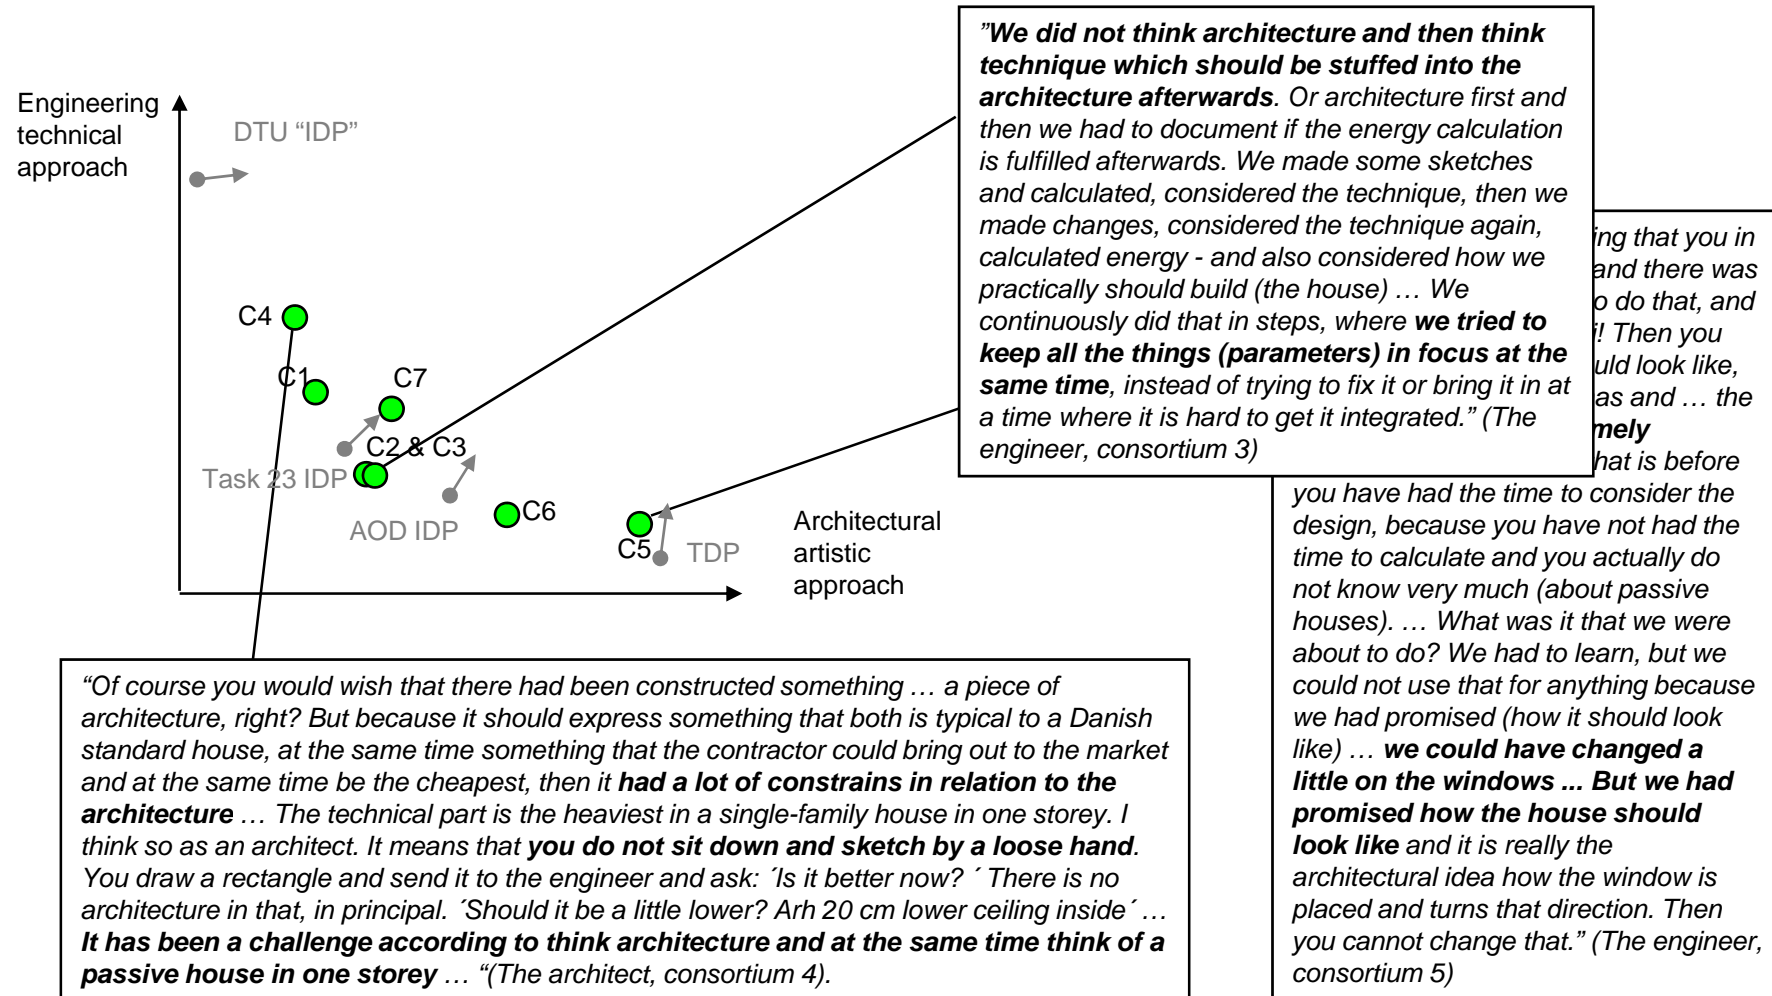 Engineering
technical
approach
DTU “IDP”
C4
C1
C7
C2 & C3
Task 23 IDP
AOD IDP
C6
C5
TDP
Architectural
artistic
approach
”We did not think architecture and then think
technique which should be stuffed into the
architecture afterwards. Or architecture first and
then we had to document if the energy calculation
is fulfilled afterwards. We made some sketches
and calculated, considered the technique, then we
made changes, considered the technique again,
calculated energy - and also considered how we
practically should build (the house) … We
continuously did that in steps, where we tried to
keep all the things (parameters) in focus at the
same time, instead of trying to fix it or bring it in at
a time where it is hard to get it integrated.” (The
engineer, consortium 3)
that you in
and there was
do that, and
! Then you
look like,
as and … the
is before
you have had the time to consider the
design, because you have not had the
time to calculate and you actually do
not know very much (about passive
houses). … What was it that we were
about to do? We had to learn, but we
could not use that for anything because
we had promised (how it should look
like) … we could have changed a
little on the windows ... But we had
promised how the house should
look like and it is really the
architectural idea how the window is
placed and turns that direction. Then
you cannot change that.” (The engineer,
consortium 5)
“Of course you would wish that there had been constructed something … a piece of
architecture, right? But because it should express something that both is typical to a Danish
standard house, at the same time something that the contractor could bring out to the market
and at the same time be the cheapest, then it had a lot of constrains in relation to the
architecture … The technical part is the heaviest in a single-family house in one storey. I
think so as an architect. It means that you do not sit down and sketch by a loose hand.
You draw a rectangle and send it to the engineer and ask: ´Is it better now? ´ There is no
architecture in that, in principal. ´Should it be a little lower? Arh 20 cm lower ceiling inside´ …
It has been a challenge according to think architecture and at the same time think of a
passive house in one storey … “(The architect, consortium 4).